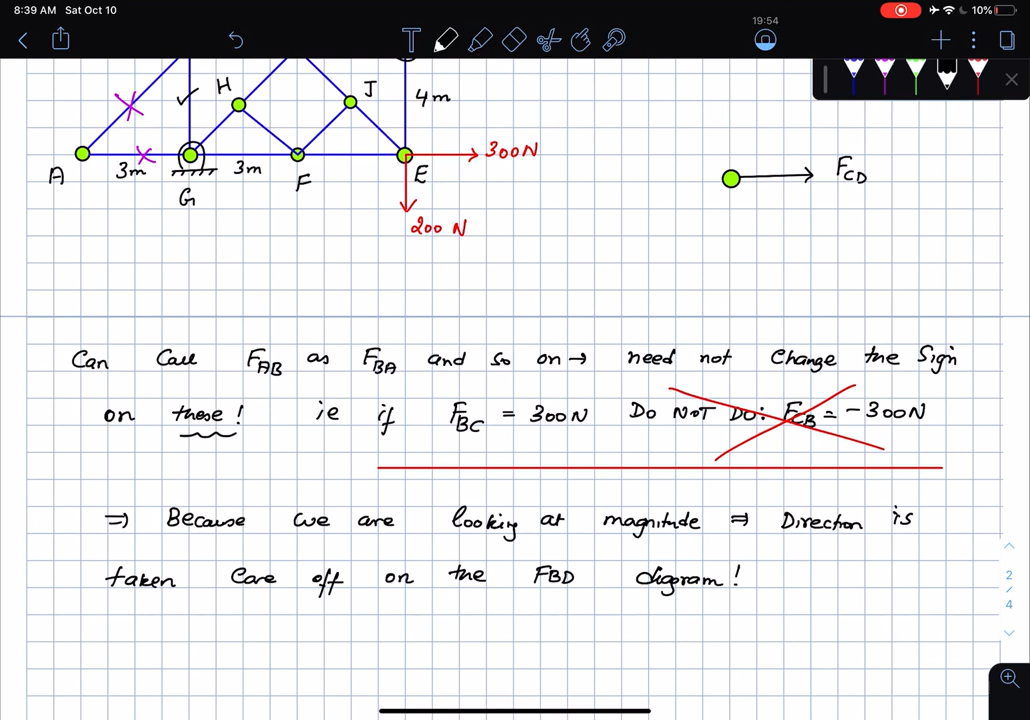 8:39 AM Sat Oct 10
19:54
10%
H
J
4m
300N
A
3m
3m
F
E
G
200 N
F_CD
Can Call F_AB as F_BA and so on → need not Change the Sign
on these! ie if F_BC = 300N Do NOT DO: F_CB = -300N
⇒ Because we are looking at magnitude ⇒ Direction is
taken Care off on the FBD digram!
2
4